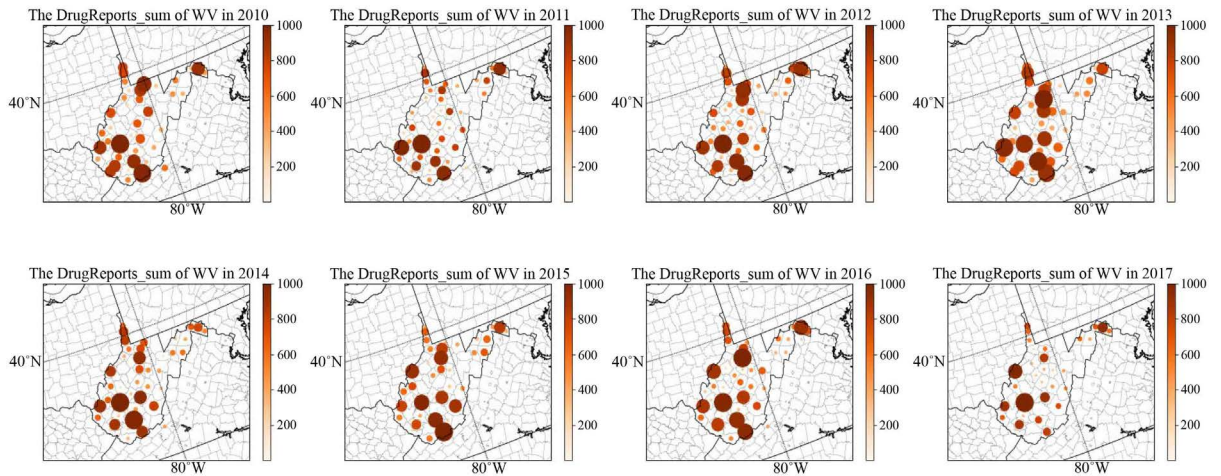 The DrugReports_sum of WV in 2010
1000
800
600
400
200
40°N
80°W
The DrugReports_sum of WV in 2011
1000
800
600
400
200
40°N
80°W
The DrugReports_sum of WV in 2012
1000
800
600
400
200
40°N
80°W
The DrugReports_sum of WV in 2013
1000
800
600
400
200
40°N
80°W
The DrugReports_sum of WV in 2014
1000
800
600
400
200
40°N
80°W
The DrugReports_sum of WV in 2015
1000
800
600
400
200
40°N
80°W
The DrugReports_sum of WV in 2016
1000
800
600
400
200
40°N
80°W
The DrugReports_sum of WV in 2017
1000
800
600
400
200
40°N
80°W